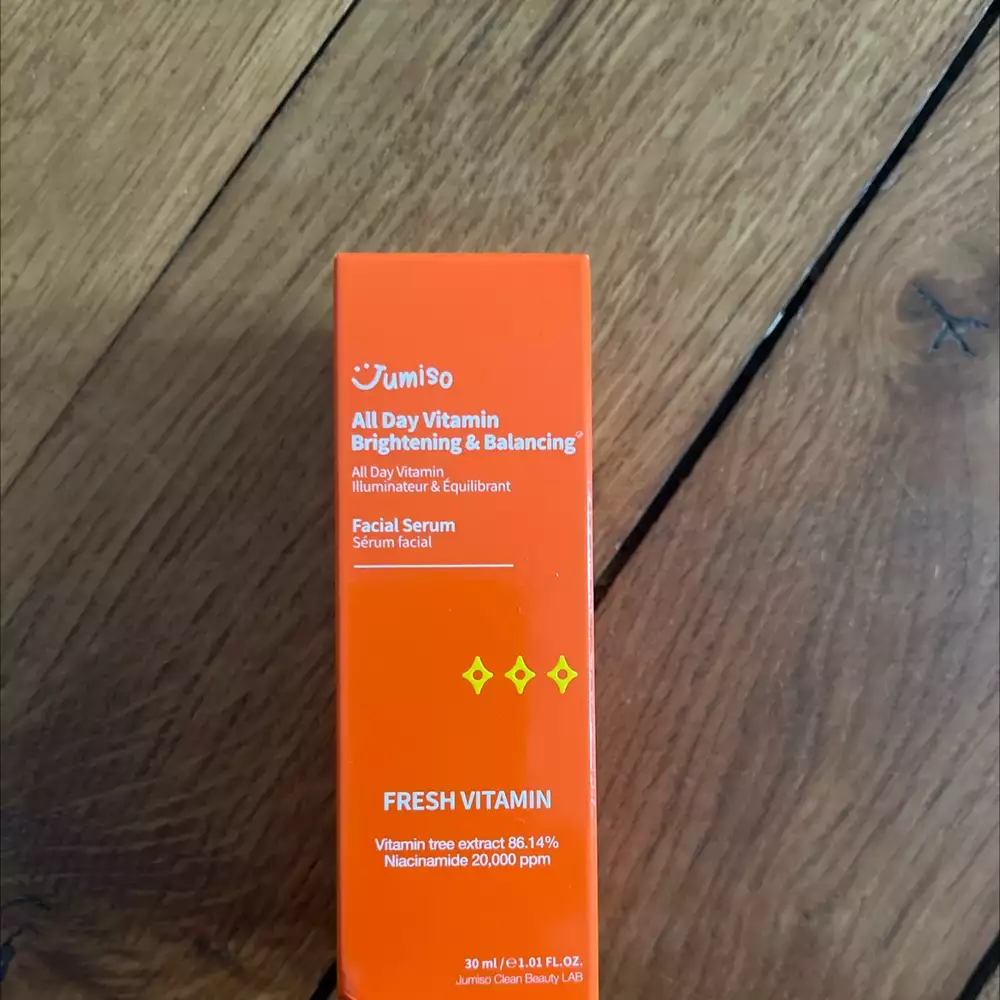 Jumiso
All Day Vitamin
Brightening & Balancing
All Day Vitamin
Illuminateur & Équilibrant
Facial Serum
Sérum facial
FRESH VITAMIN
Vitamin tree extract 86.14%
Niacinamide 20,000 ppm
30 ml / ℮1.01 FL.OZ.
Jumiso Clean Beauty LAB